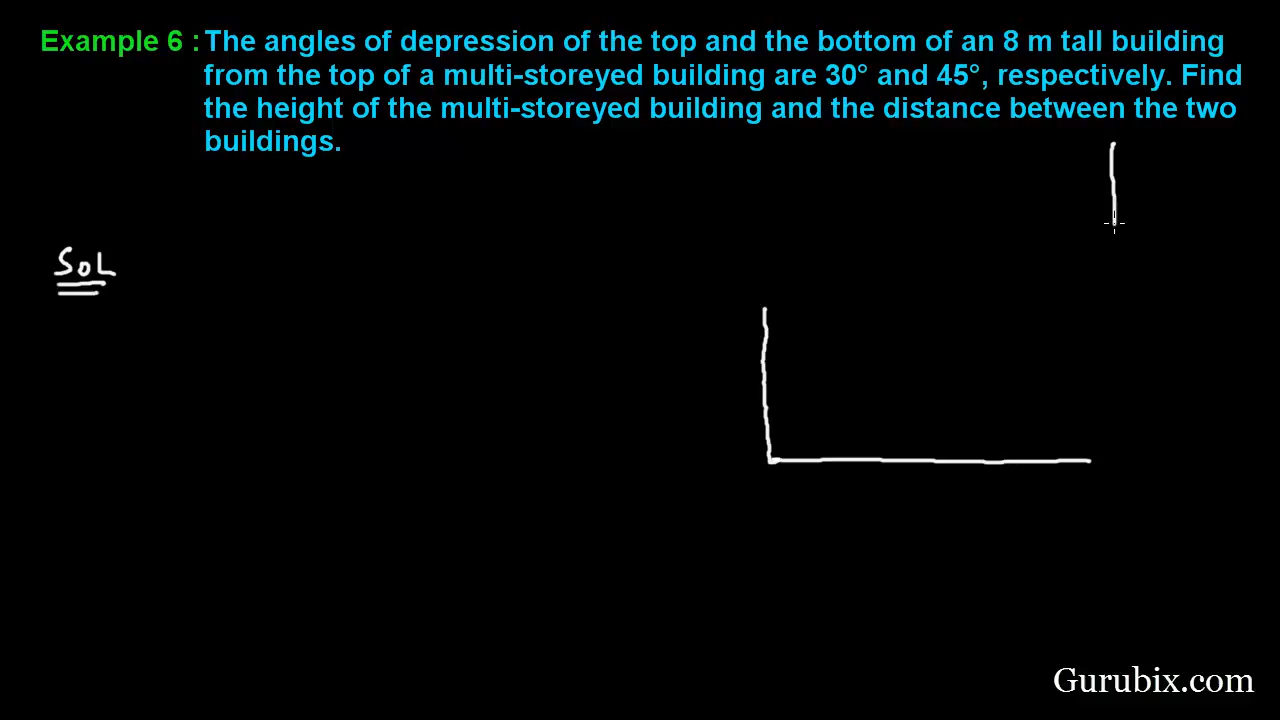 Example 6 : The angles of depression of the top and the bottom of an 8 m tall building
from the top of a multi-storeyed building are 30° and 45°, respectively. Find
the height of the multi-storeyed building and the distance between the two
buildings.
SoL
Gurubix.com